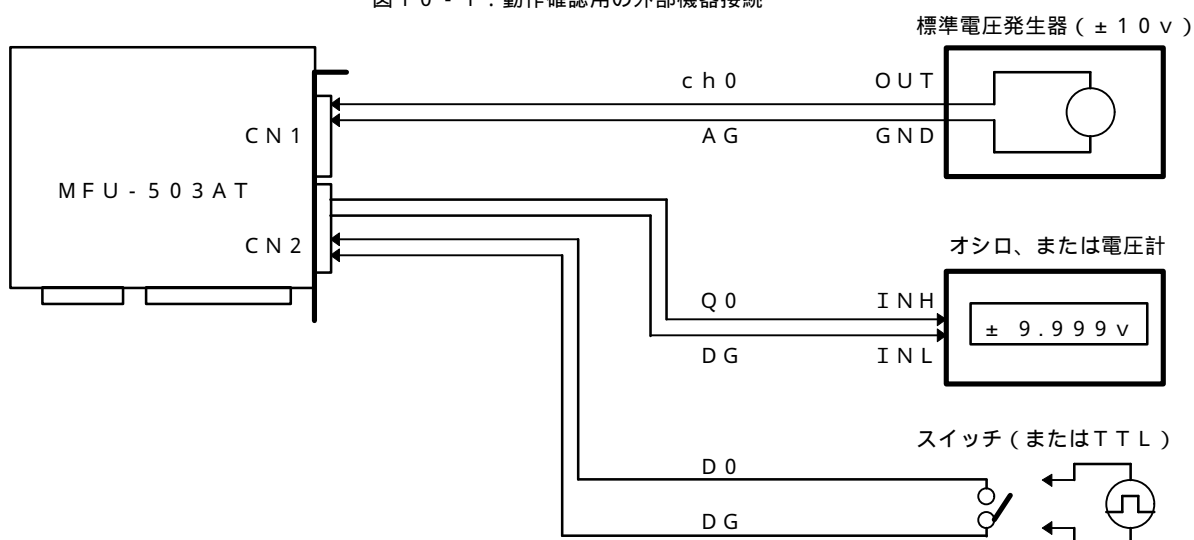 図10-1.動作確認用の外部機器接続
標準電圧発生器(±10v)
ch0 OUT
CN1 AG GND
MFU-503AT
CN2
オシロ、または電圧計
Q0 INH
± 9.999v
DG INL
スイッチ(またはTTL)
D0
DG